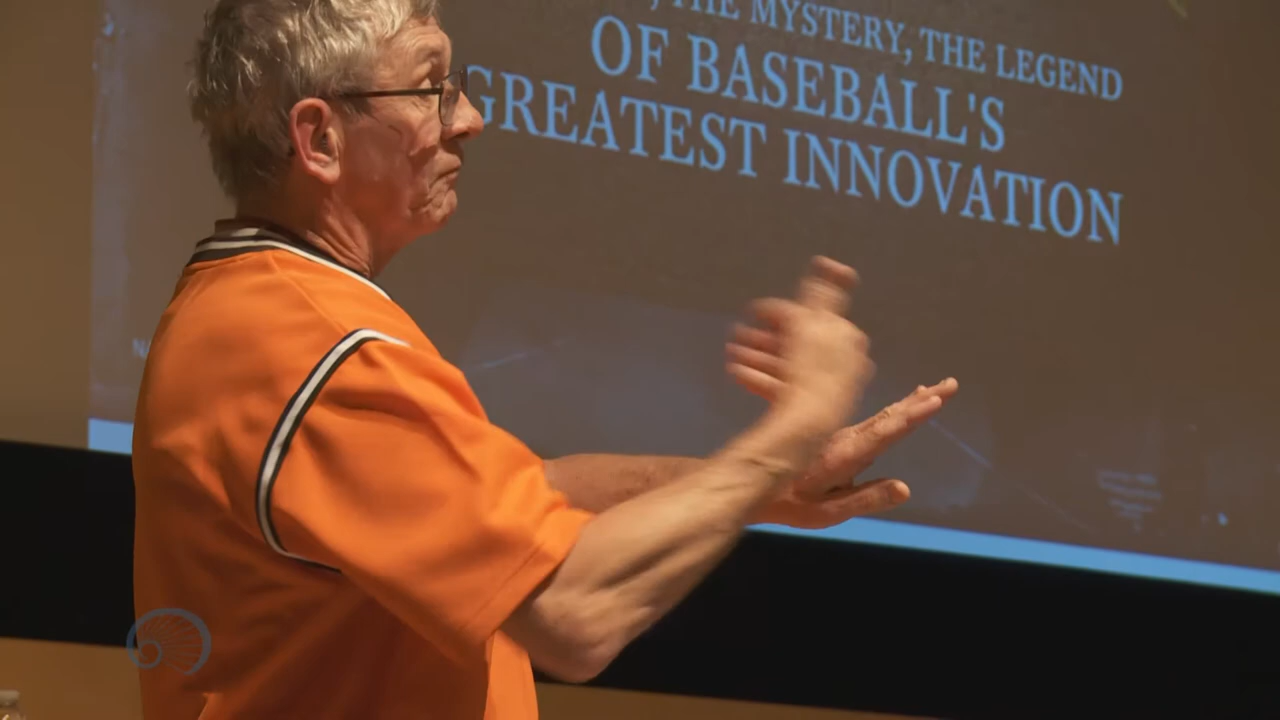 , THE MYSTERY, THE LEGEND
OF BASEBALL'S
GREATEST INNOVATION